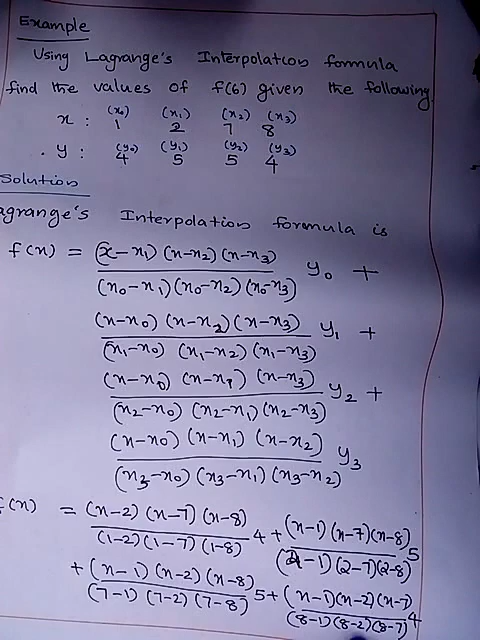 Example
Using Lagrange's Interpolation formula
find the values of f(6) given the following
(x0) (x1) (x2) (x3)
x : 1 2 7 8
(y0) (y1) (y2) (y3)
y : 4 5 5 4
Solution
agrange's Interpolation formula is
f(x) = (x-x1) (x-x2) (x-x3) / (x0-x1) (x0-x2) (x0-x3) y0 +
(x-x0) (x-x2) (x-x3) / (x1-x0) (x1-x2) (x1-x3) y1 +
(x-x0) (x-x1) (x-x3) / (x2-x0) (x2-x1) (x2-x3) y2 +
(x-x0) (x-x1) (x-x2) / (x3-x0) (x3-x1) (x3-x2) y3
f(x) = (x-2) (x-7) (x-8) / (1-2) (1-7) (1-8) 4 + (x-1) (x-7) (x-8) / (2-1) (2-7) (2-8) 5
+ (x-1) (x-2) (x-8) / (7-1) (7-2) (7-8) 5 + (x-1) (x-2) (x-7) / (8-1) (8-2) (8-7) 4